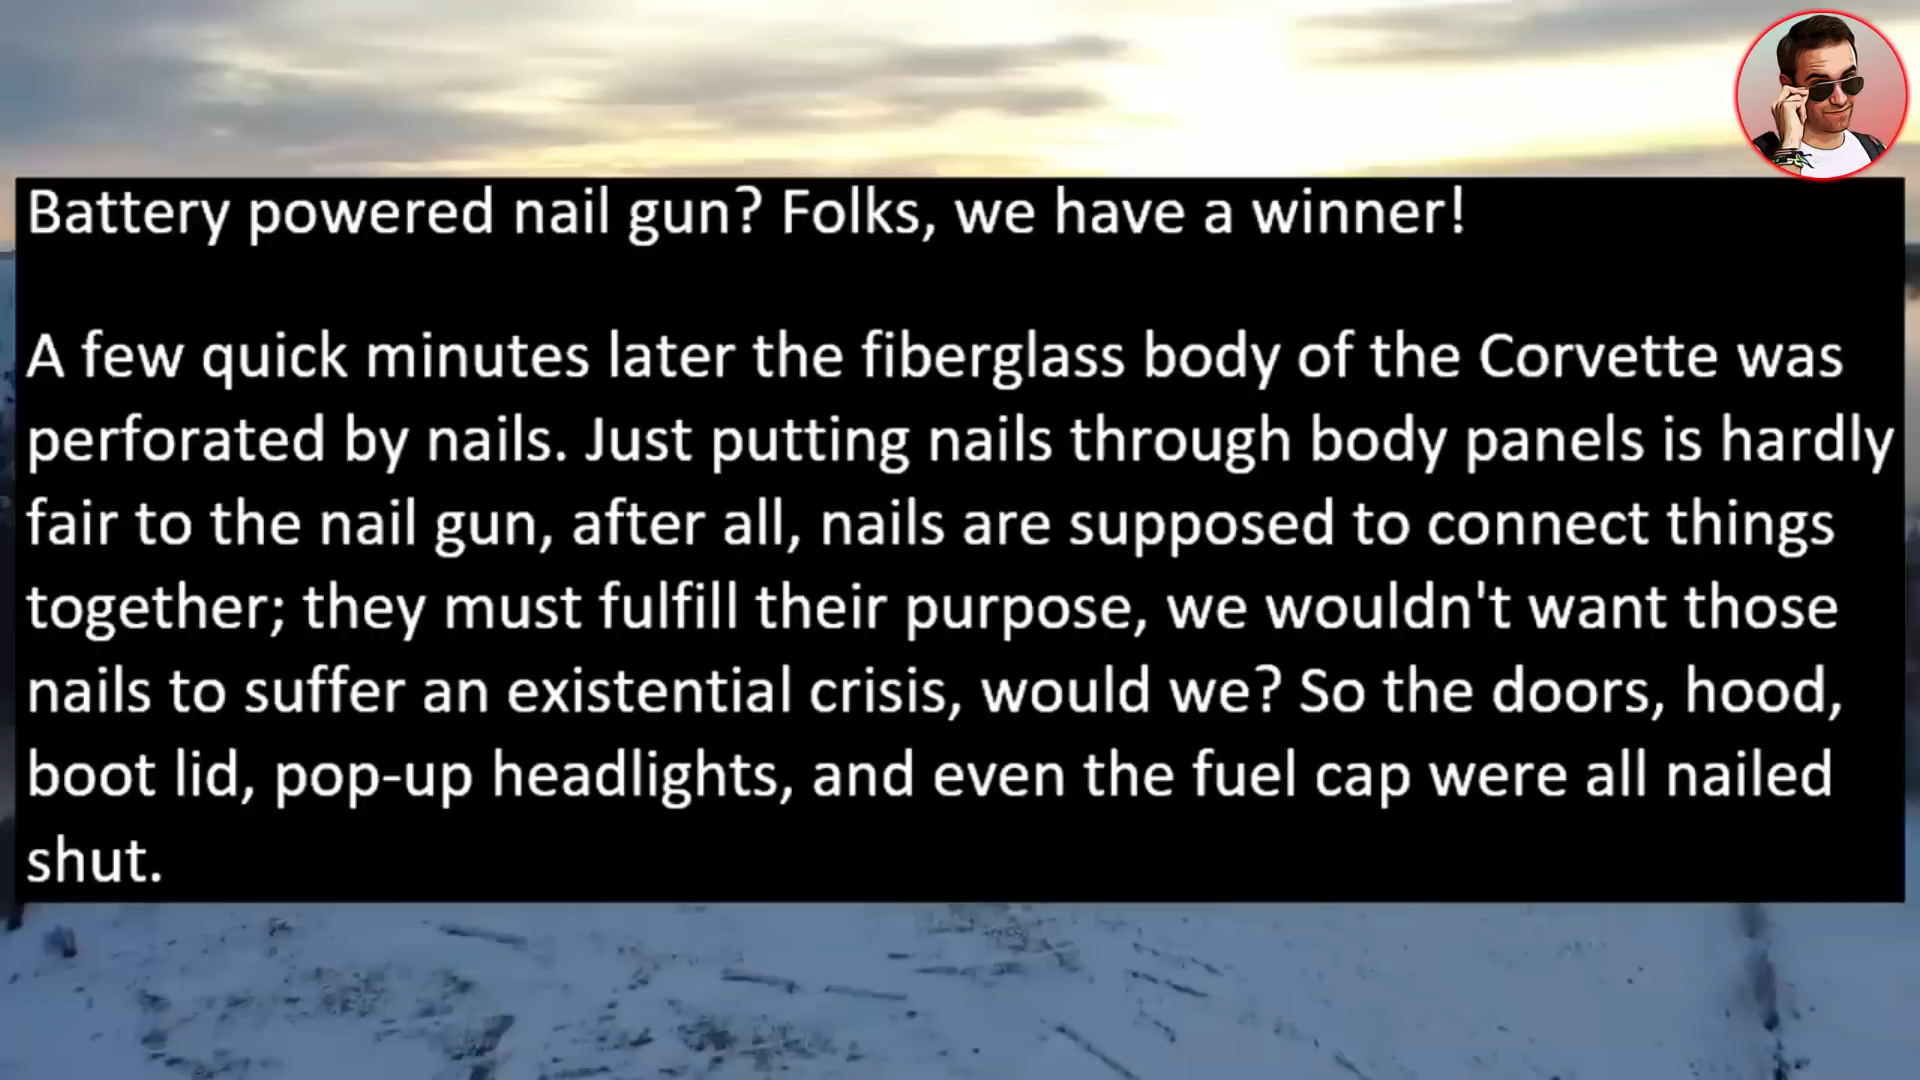 Battery powered nail gun? Folks, we have a winner!
A few quick minutes later the fiberglass body of the Corvette was
perforated by nails. Just putting nails through body panels is hardly
fair to the nail gun, after all, nails are supposed to connect things
together; they must fulfill their purpose, we wouldn't want those
nails to suffer an existential crisis, would we? So the doors, hood,
boot lid, pop-up headlights, and even the fuel cap were all nailed
shut.